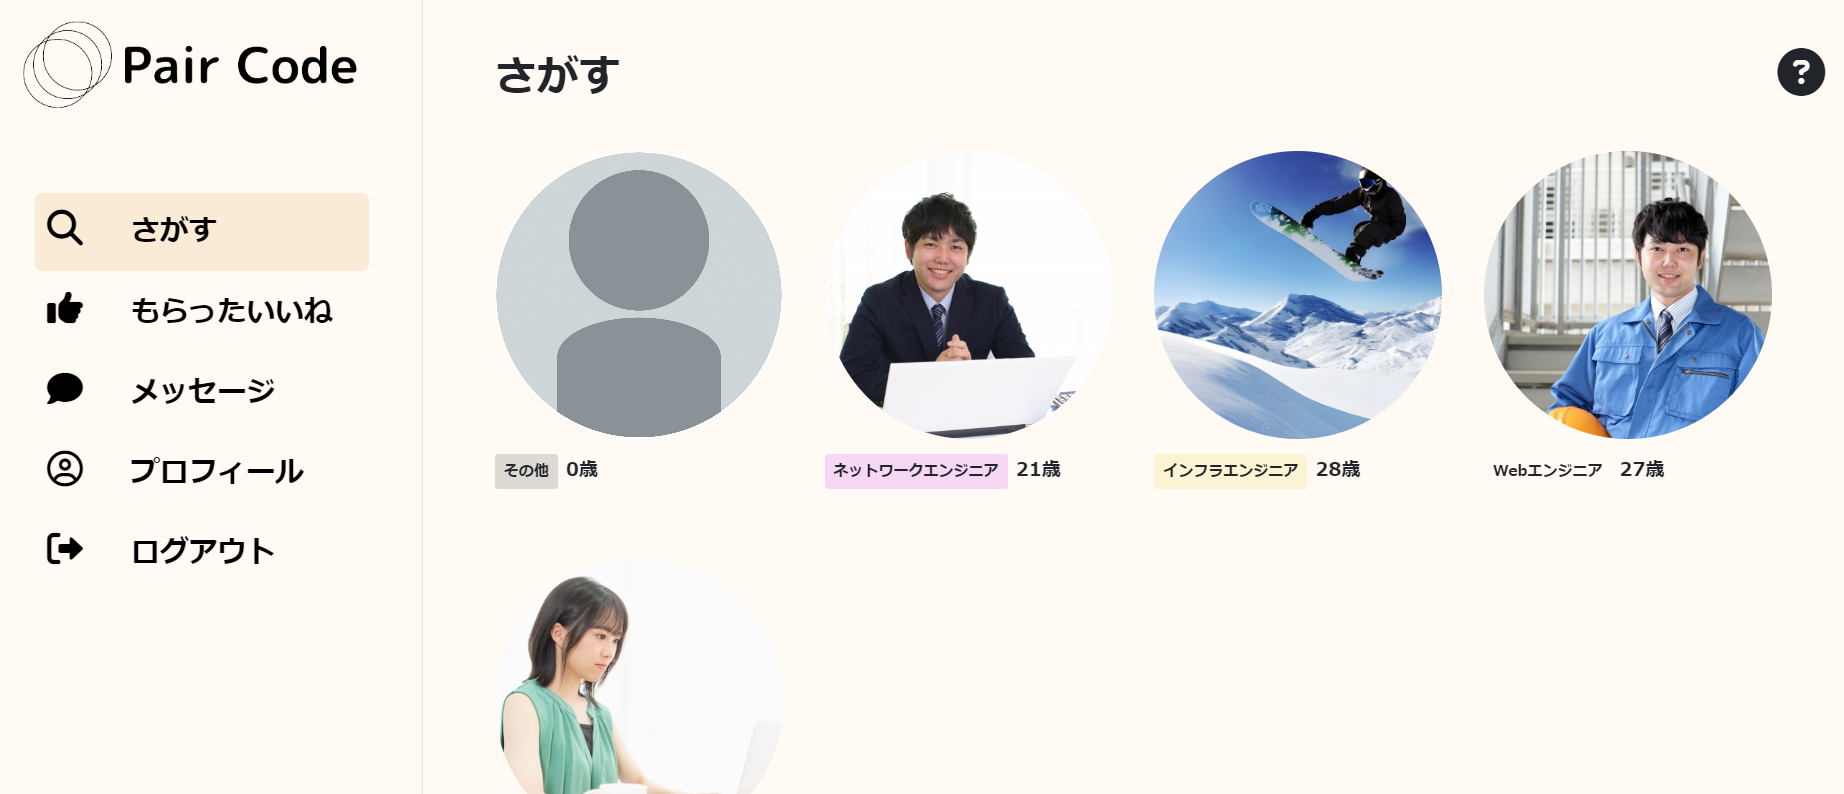 Pair Code
さがす
もらったいいね
メッセージ
プロフィール
ログアウト
さがす
?
その他 0歳
ネットワークエンジニア 21歳
インフラエンジニア 28歳
Webエンジニア 27歳